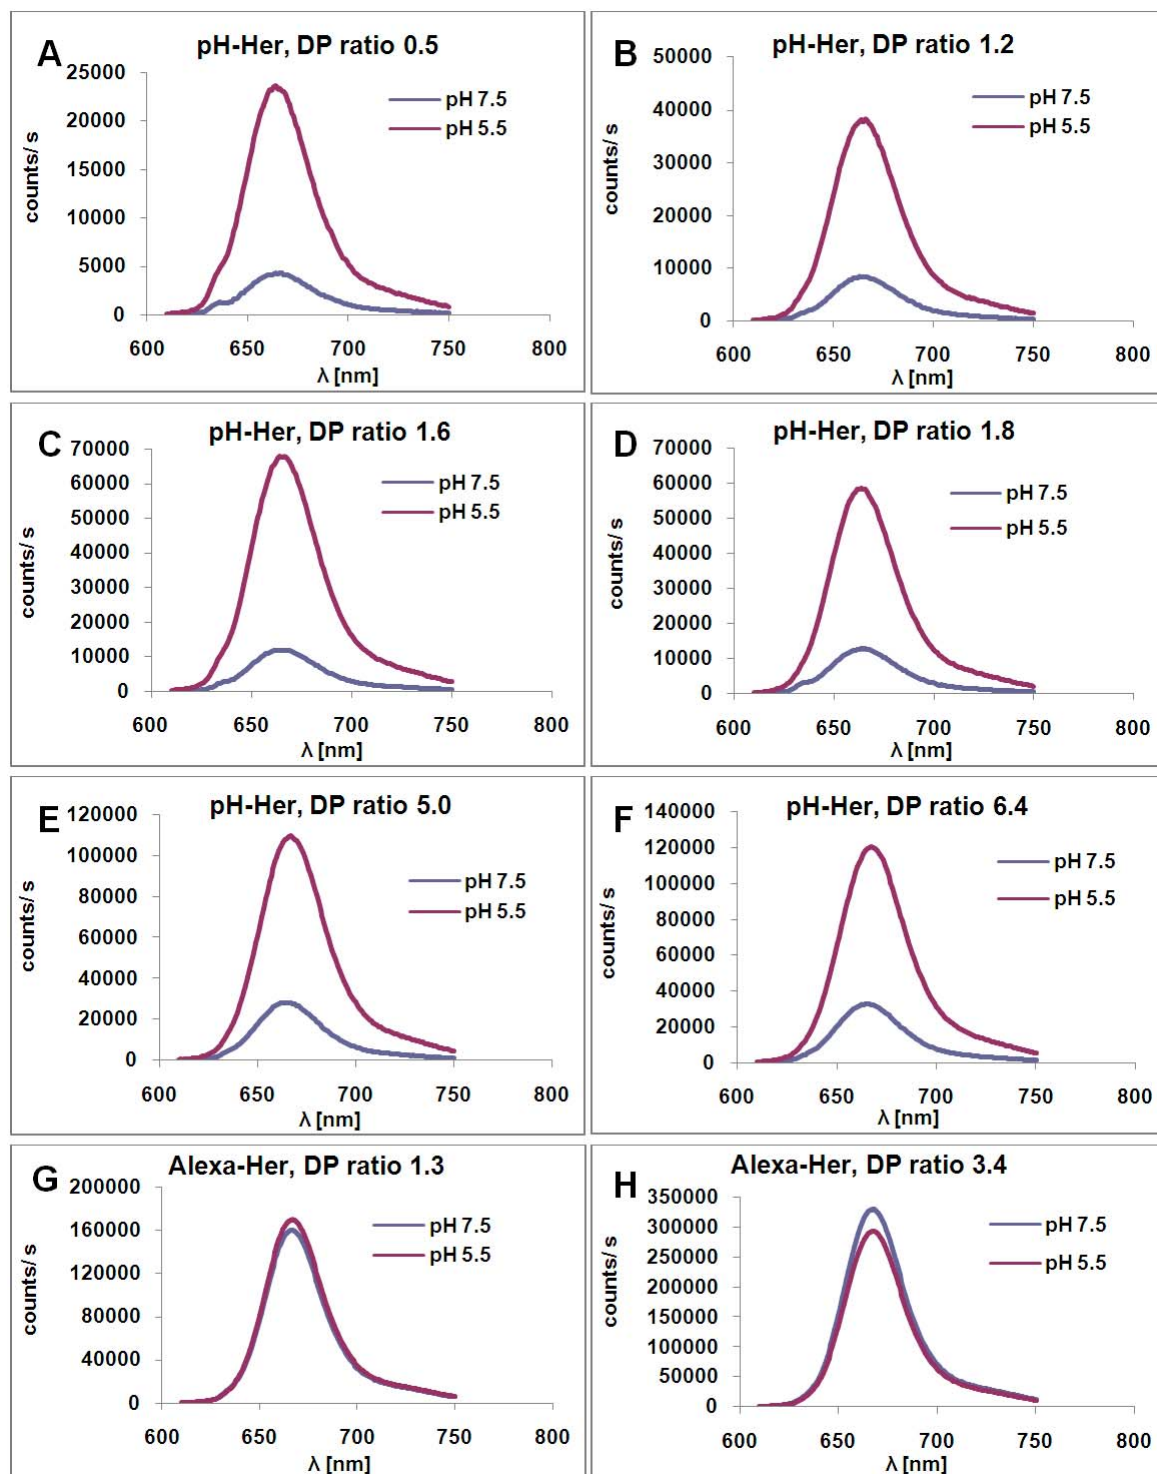 A
pH-Her, DP ratio 0.5
25000
20000
15000
10000
5000
0
counts/ s
pH 7.5
pH 5.5
600 650 700 750 800
λ [nm]
B
pH-Her, DP ratio 1.2
50000
40000
30000
20000
10000
0
counts/ s
pH 7.5
pH 5.5
600 650 700 750 800
λ [nm]
C
pH-Her, DP ratio 1.6
70000
60000
50000
40000
30000
20000
10000
0
counts/ s
pH 7.5
pH 5.5
600 650 700 750 800
λ [nm]
D
pH-Her, DP ratio 1.8
70000
60000
50000
40000
30000
20000
10000
0
counts/ s
pH 7.5
pH 5.5
600 650 700 750 800
λ [nm]
E
pH-Her, DP ratio 5.0
120000
100000
80000
60000
40000
20000
0
counts/ s
pH 7.5
pH 5.5
600 650 700 750 800
λ [nm]
F
pH-Her, DP ratio 6.4
140000
120000
100000
80000
60000
40000
20000
0
counts/ s
pH 7.5
pH 5.5
600 650 700 750 800
λ [nm]
G
Alexa-Her, DP ratio 1.3
200000
160000
120000
80000
40000
0
counts/ s
pH 7.5
pH 5.5
600 650 700 750 800
λ [nm]
H
Alexa-Her, DP ratio 3.4
350000
300000
250000
200000
150000
100000
50000
0
counts/ s
pH 7.5
pH 5.5
600 650 700 750 800
λ [nm]